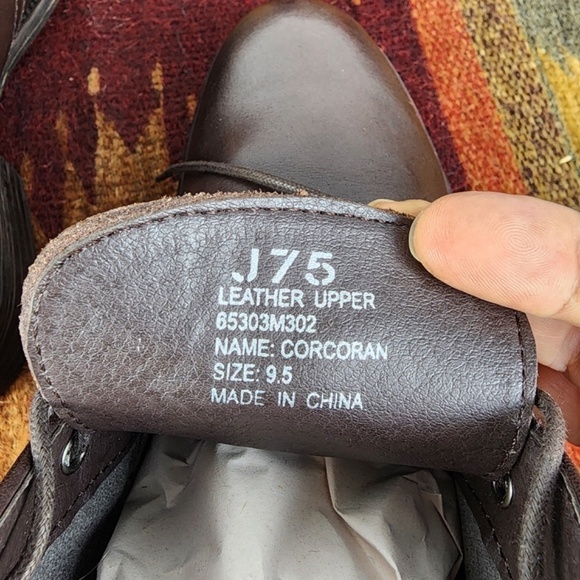 J75
LEATHER UPPER
65303M302
NAME: CORCORAN
SIZE: 9.5
MADE IN CHINA